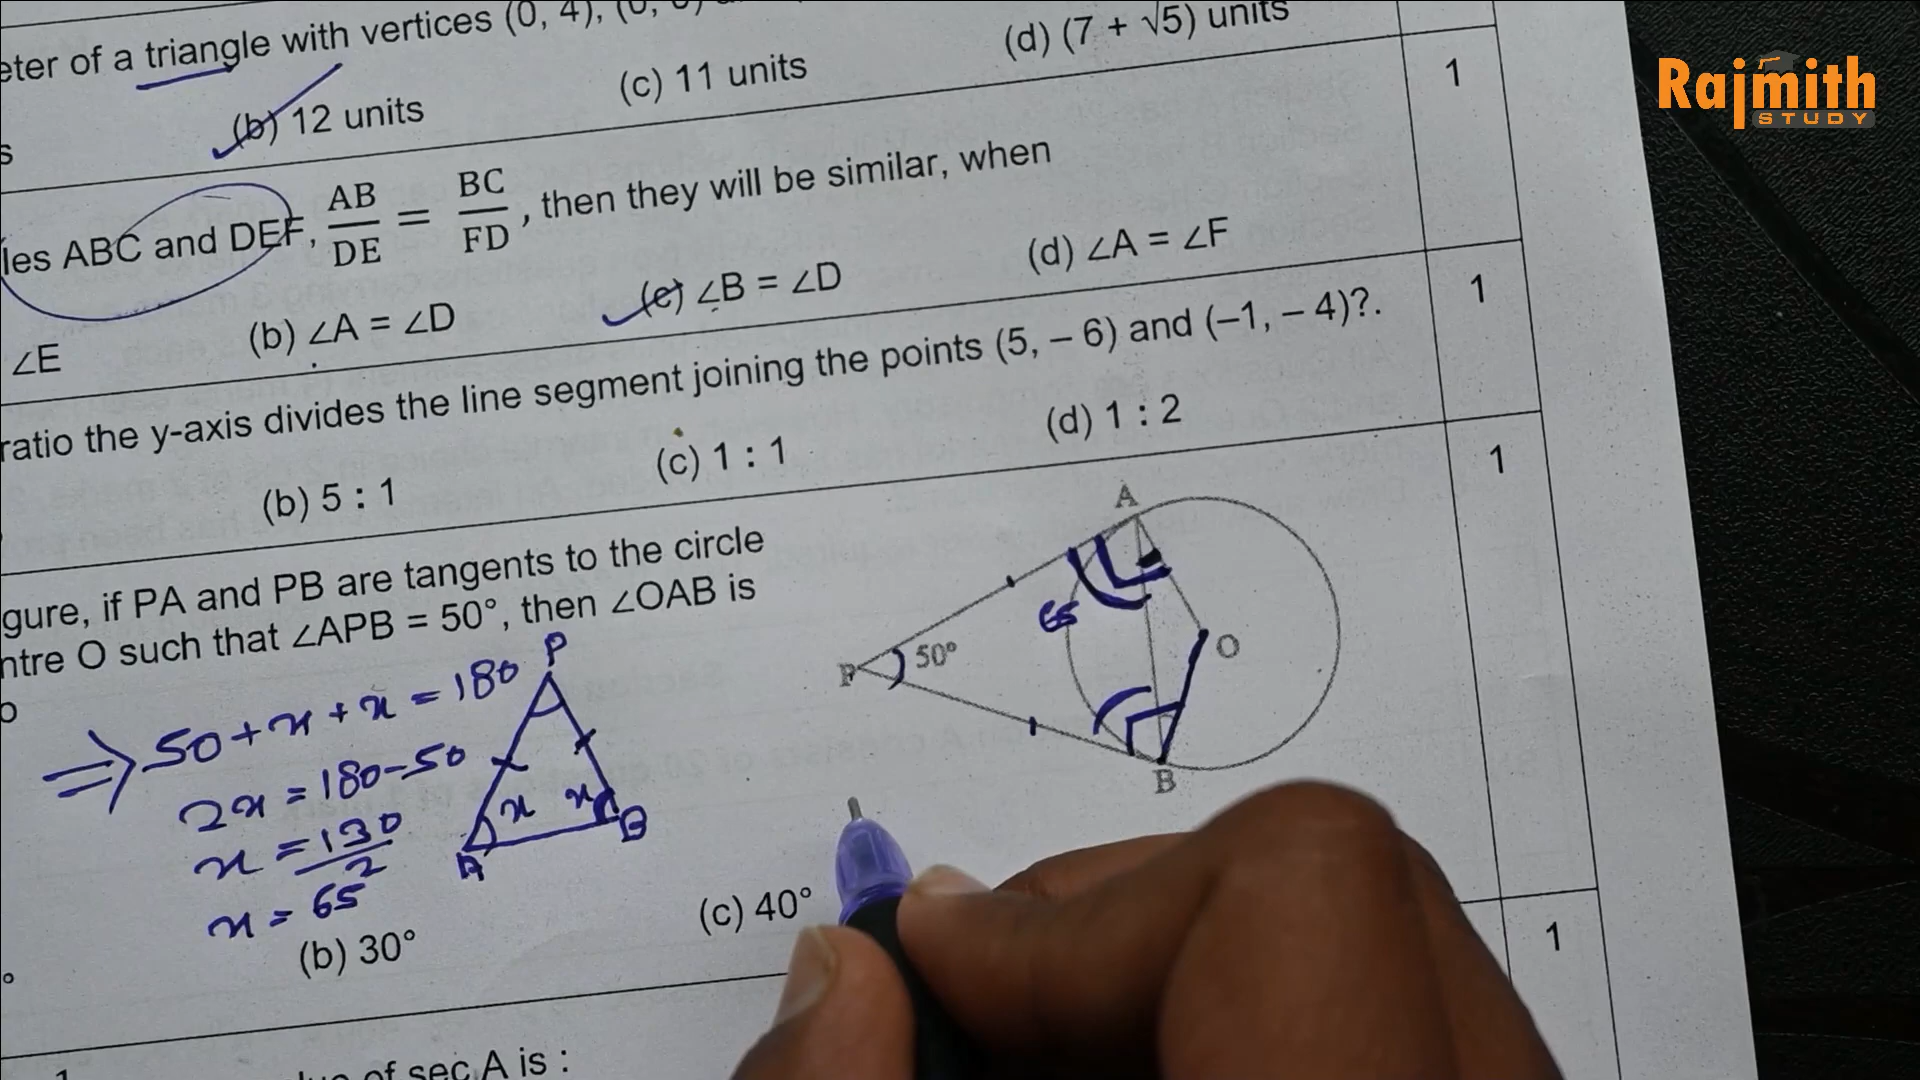 eter of a triangle with vertices (0, 4),
s (b) 12 units (c) 11 units (d) (7 + √5) units
1
les ABC and DEF, AB/DE = BC/FD, then they will be similar, when
∠E (b) ∠A = ∠D (c) ∠B = ∠D (d) ∠A = ∠F
1
ratio the y-axis divides the line segment joining the points (5, – 6) and (–1, – 4)?.
(b) 5 : 1 (c) 1 : 1 (d) 1 : 2
1
gure, if PA and PB are tangents to the circle
ntre O such that ∠APB = 50°, then ∠OAB is
A
65
P 50° O
B
⇒ 50 + x + x = 180
2x = 180-50
x = 130/2
x = 65
P
x x
A B
° (b) 30° (c) 40°
1
of sec A is :
Rajmith
STUDY